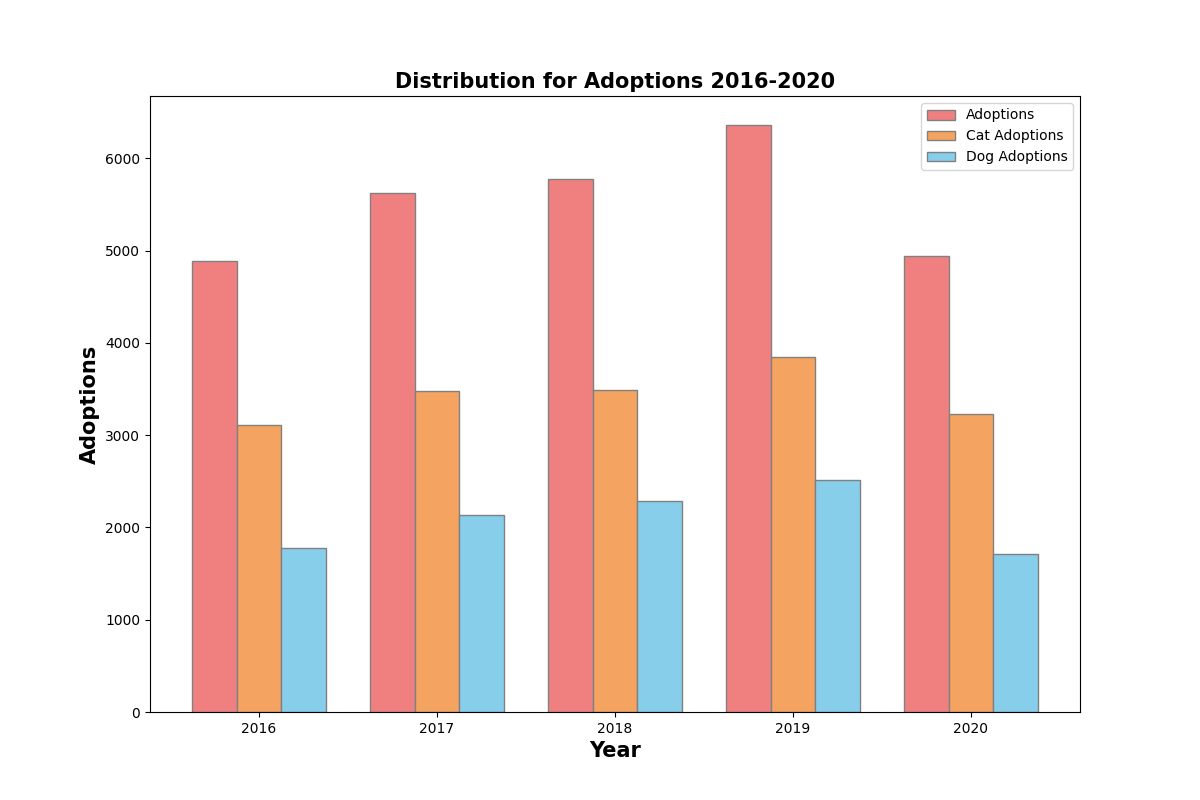 Distribution for Adoptions 2016-2020
Adoptions
Cat Adoptions
Dog Adoptions
6000
5000
4000
3000
2000
1000
0
Adoptions
2016 2017 2018 2019 2020
Year